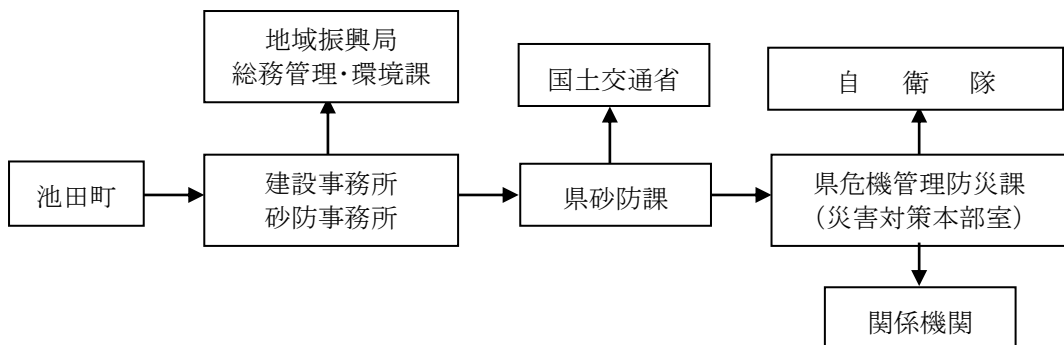 地域振興局
総務管理・環境課
国土交通省
自衛隊
池田町
建設事務所
砂防事務所
県砂防課
県危機管理防災課
（災害対策本部室）
関係機関